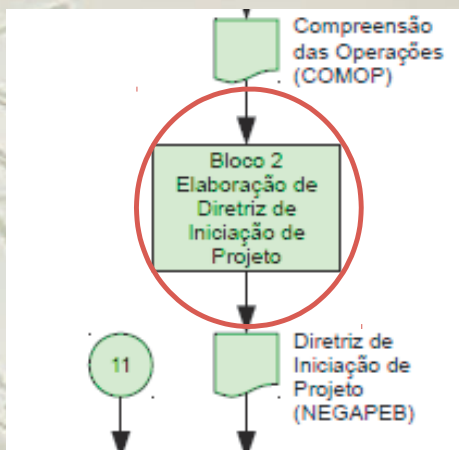 Compreensão
das Operações
(COMOP)
Bloco 2
Elaboração de
Diretriz de
Iniciação de
Projeto
11
Diretriz de
Iniciação de
Projeto
(NEGAPEB)